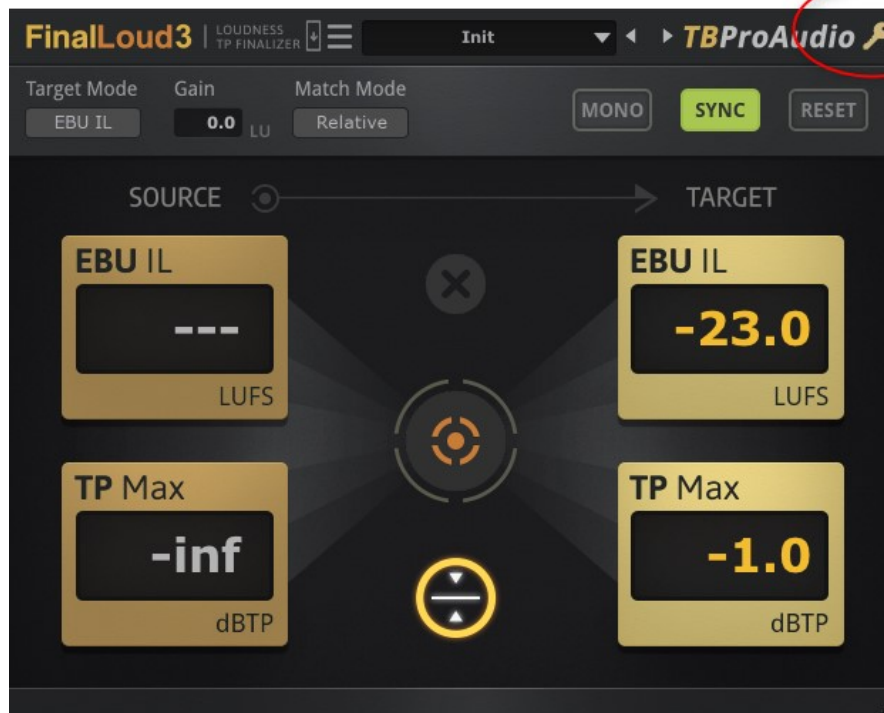 FinalLoud3 LOUDNESS TP FINALIZER Init TBProAudio
Target Mode Gain Match Mode
EBU IL 0.0 LU Relative MONO SYNC RESET
SOURCE TARGET
EBU IL EBU IL
--- -23.0
LUFS LUFS
TP Max TP Max
-inf -1.0
dBTP dBTP